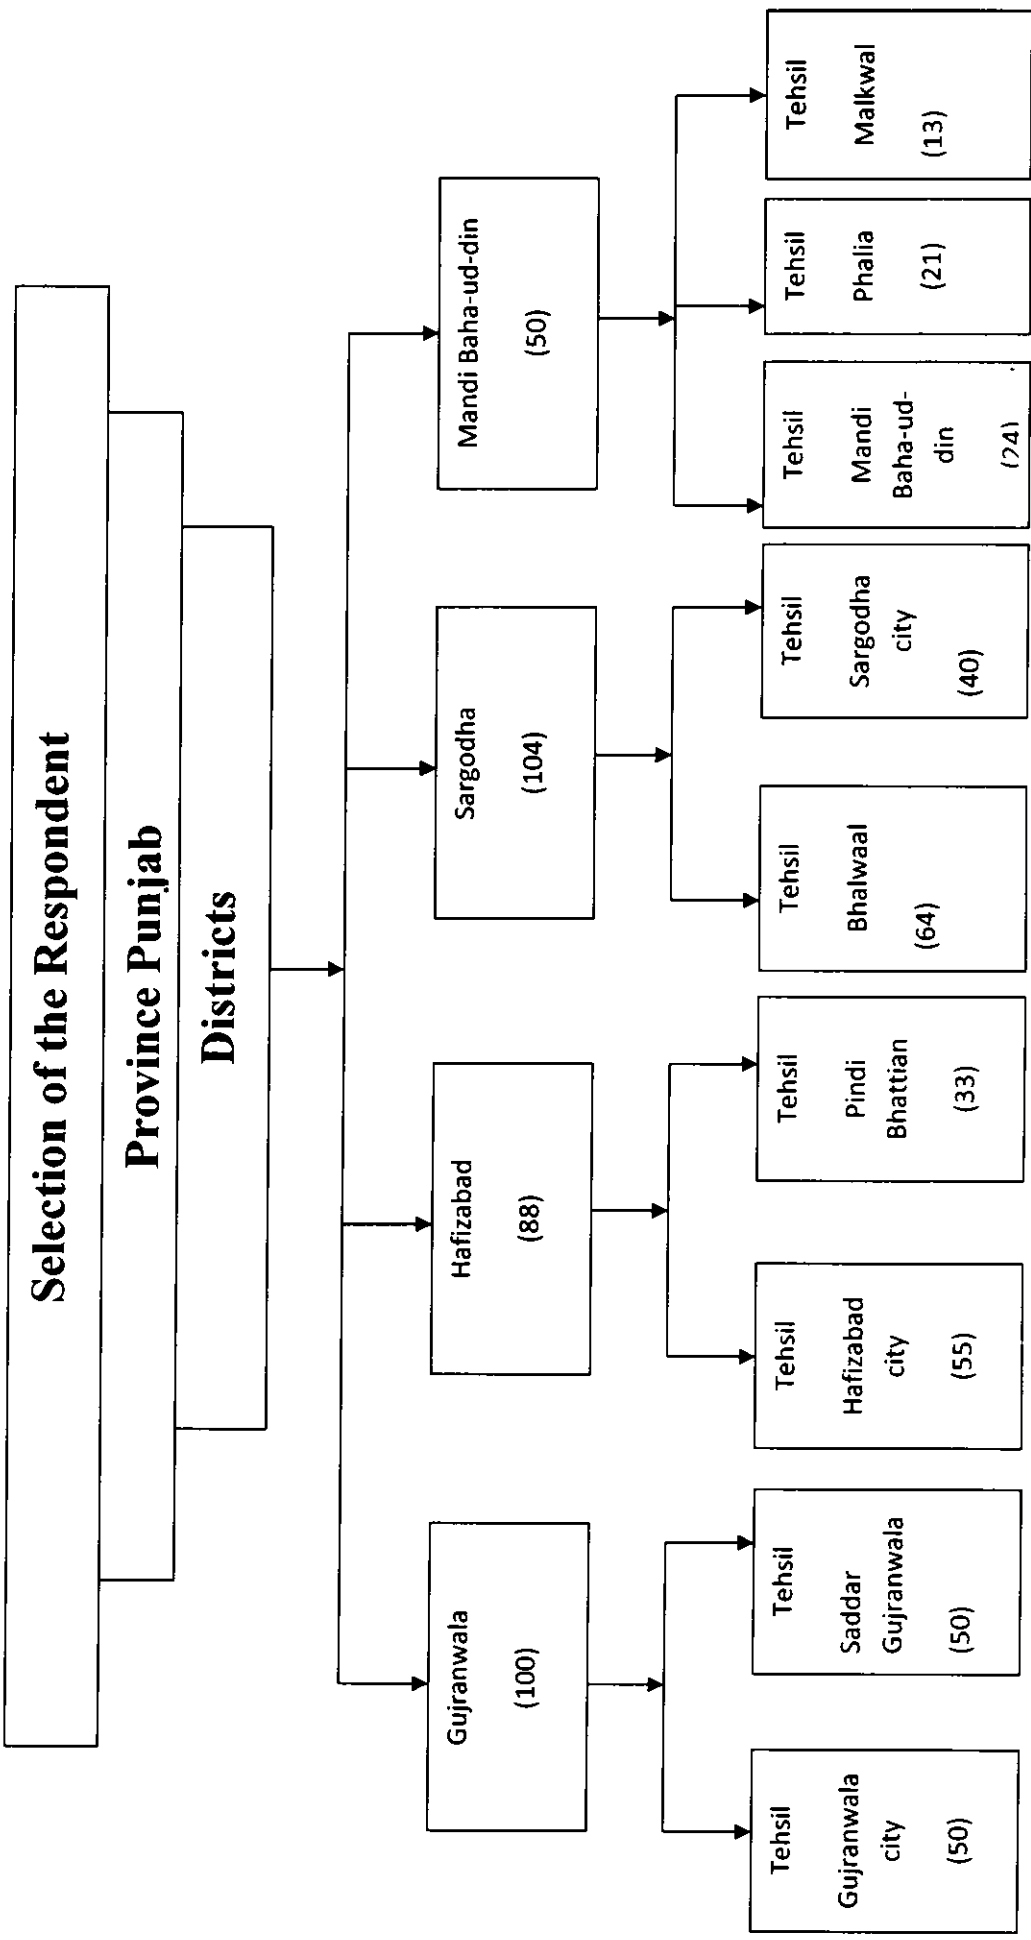 Selection of the Respondent
Province Punjab
Districts
Gujranwala
(100)
Hafizabad
(88)
Sargodha
(104)
Mandi Baha-ud-din
(50)
Tehsil
Gujranwala
city
(50)
Tehsil
Saddar
Gujranwala
(50)
Tehsil
Hafizabad
city
(55)
Tehsil
Pindi
Bhattian
(33)
Tehsil
Bhalwaal
(64)
Tehsil
Sargodha
city
(40)
Tehsil
Mandi
Baha-ud-
din
(24)
Tehsil
Phalia
(21)
Tehsil
Malkwal
(13)